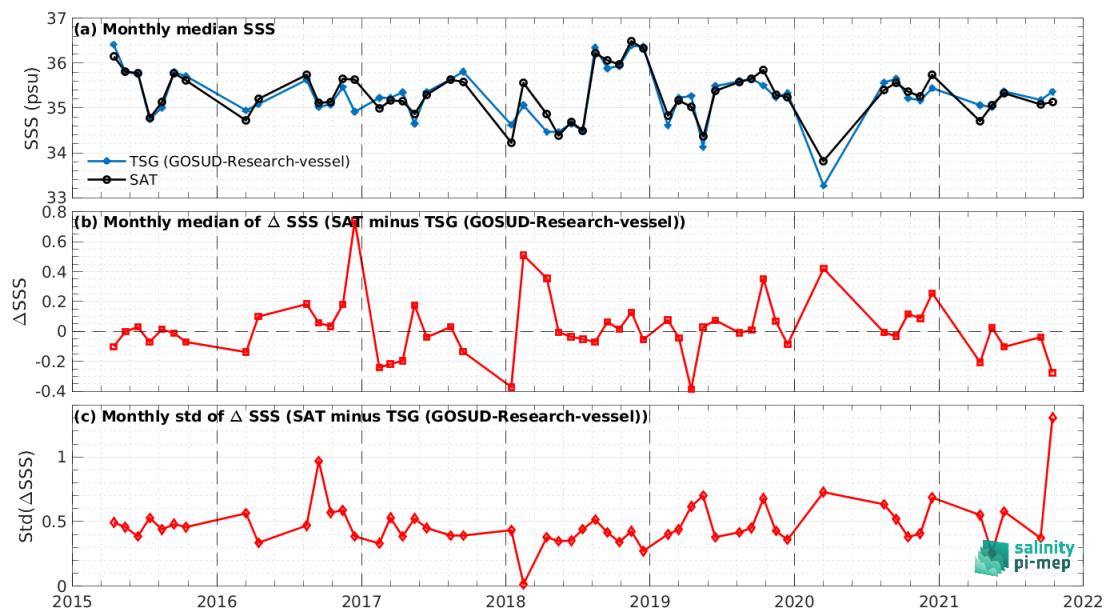 (a) Monthly median SSS
37
36
35
34
33
SSS (psu)
TSG (GOSUD-Research-vessel)
SAT
(b) Monthly median of Δ SSS (SAT minus TSG (GOSUD-Research-vessel))
0.8
0.6
0.4
0.2
0
-0.2
-0.4
ΔSSS
(c) Monthly std of Δ SSS (SAT minus TSG (GOSUD-Research-vessel))
1
0.5
0
Std(ΔSSS)
salinity
pi-mep
2015 2016 2017 2018 2019 2020 2021 2022